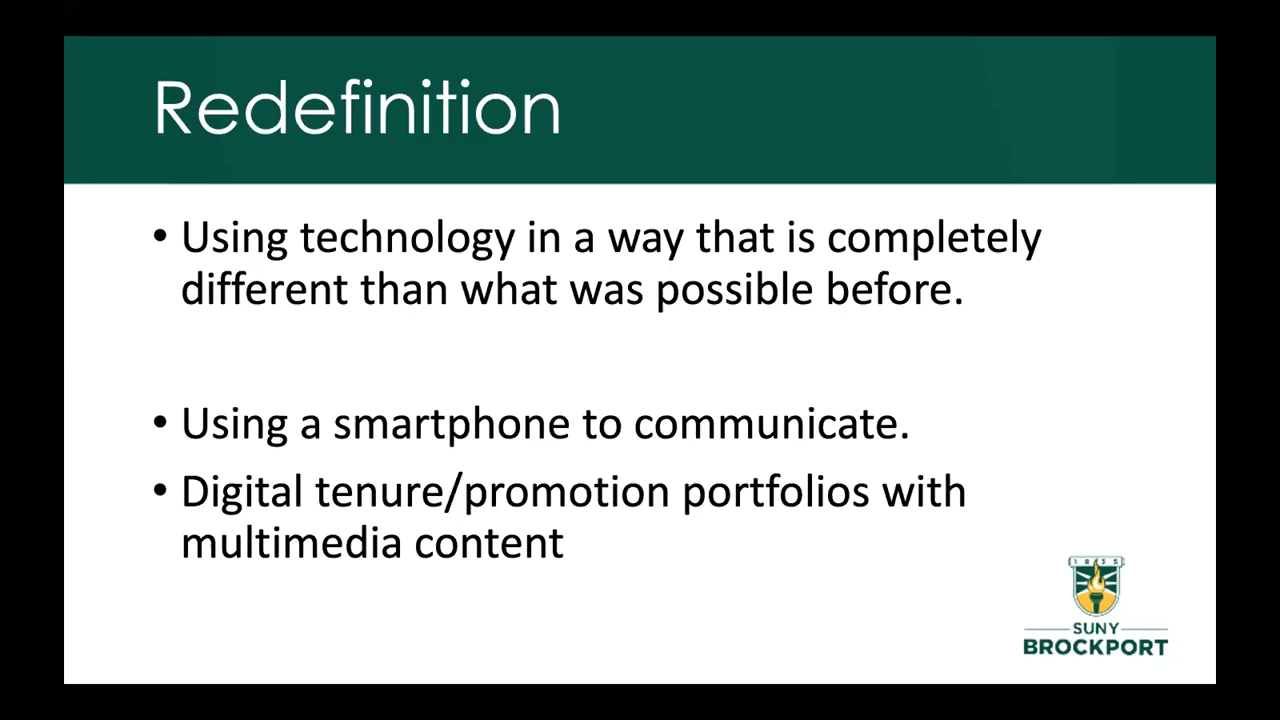 Redefinition
• Using technology in a way that is completely
different than what was possible before.
• Using a smartphone to communicate.
• Digital tenure/promotion portfolios with
multimedia content
1835
SUNY
BROCKPORT